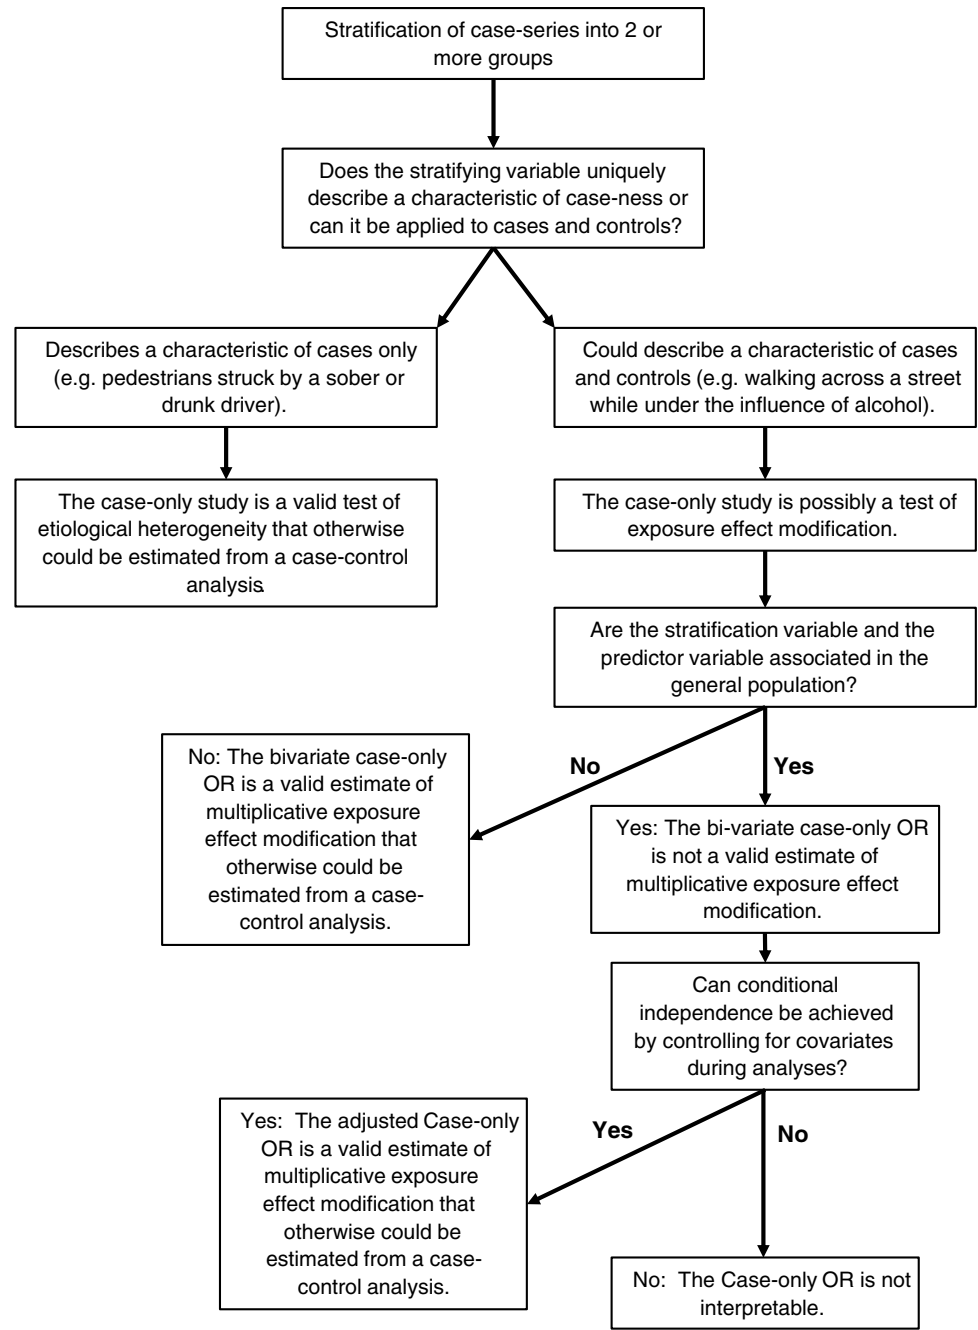 Stratification of case-series into 2 or
more groups
Does the stratifying variable uniquely
describe a characteristic of case-ness or
can it be applied to cases and controls?
Describes a characteristic of cases only
(e.g. pedestrians struck by a sober or
drunk driver).
Could describe a characteristic of cases
and controls (e.g. walking across a street
while under the influence of alcohol).
The case-only study is a valid test of
etiological heterogeneity that otherwise
could be estimated from a case-control
analysis.
The case-only study is possibly a test of
exposure effect modification.
Are the stratification variable and the
predictor variable associated in the
general population?
No
Yes
No: The bivariate case-only
OR is a valid estimate of
multiplicative exposure
effect modification that
otherwise could be
estimated from a case-
control analysis.
Yes: The bi-variate case-only OR
is not a valid estimate of
multiplicative exposure effect
modification.
Can conditional
independence be achieved
by controlling for covariates
during analyses?
Yes
No
Yes: The adjusted Case-only
OR is a valid estimate of
multiplicative exposure
effect modification that
otherwise could be
estimated from a case-
control analysis.
No: The Case-only OR is not
interpretable.